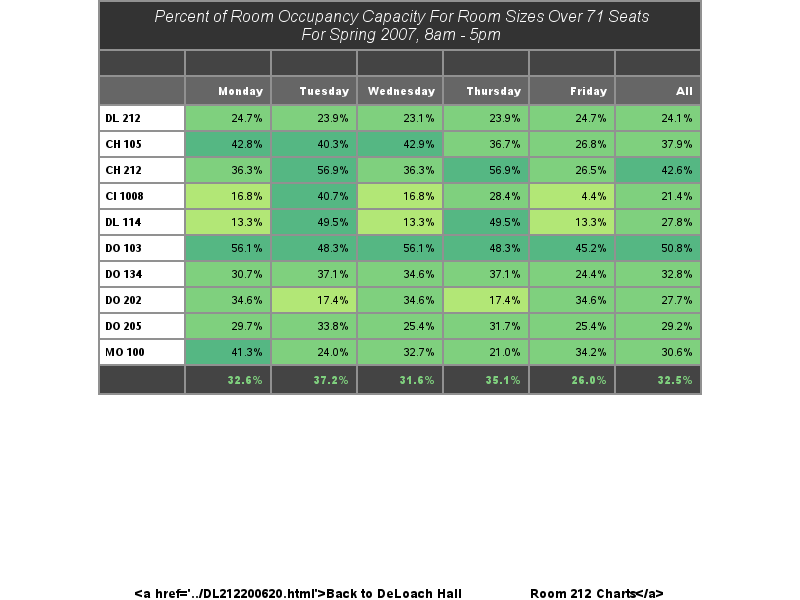 Percent of Room Occupancy Capacity For Room Sizes Over 71 Seats
For Spring 2007, 8am - 5pm
Monday Tuesday Wednesday Thursday Friday All
DL 212 24.7% 23.9% 23.1% 23.9% 24.7% 24.1%
CH 105 42.8% 40.3% 42.9% 36.7% 26.8% 37.9%
CH 212 36.3% 56.9% 36.3% 56.9% 26.5% 42.6%
CI 1008 16.8% 40.7% 16.8% 28.4% 4.4% 21.4%
DL 114 13.3% 49.5% 13.3% 49.5% 13.3% 27.8%
DO 103 56.1% 48.3% 56.1% 48.3% 45.2% 50.8%
DO 134 30.7% 37.1% 34.6% 37.1% 24.4% 32.8%
DO 202 34.6% 17.4% 34.6% 17.4% 34.6% 27.7%
DO 205 29.7% 33.8% 25.4% 31.7% 25.4% 29.2%
MO 100 41.3% 24.0% 32.7% 21.0% 34.2% 30.6%
32.6% 37.2% 31.6% 35.1% 26.0% 32.5%
<a href='../DL212200620.html'>Back to DeLoach Hall Room 212 Charts</a>